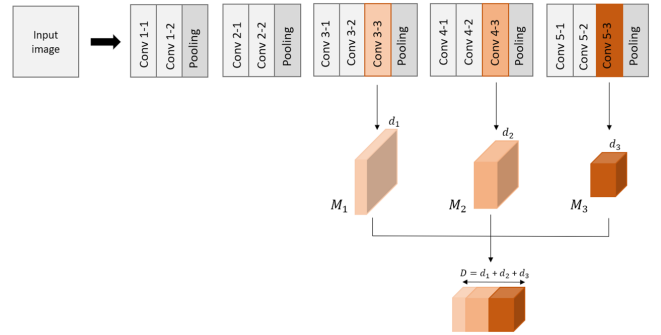 Input
image
Conv 1-1
Conv 1-2
Pooling
Conv 2-1
Conv 2-2
Pooling
Conv 3-1
Conv 3-2
Conv 3-3
Pooling
Conv 4-1
Conv 4-2
Conv 4-3
Pooling
Conv 5-1
Conv 5-2
Conv 5-3
Pooling
d₁
d₂
d₃
M₁
M₂
M₃
D = d₁ + d₂ + d₃